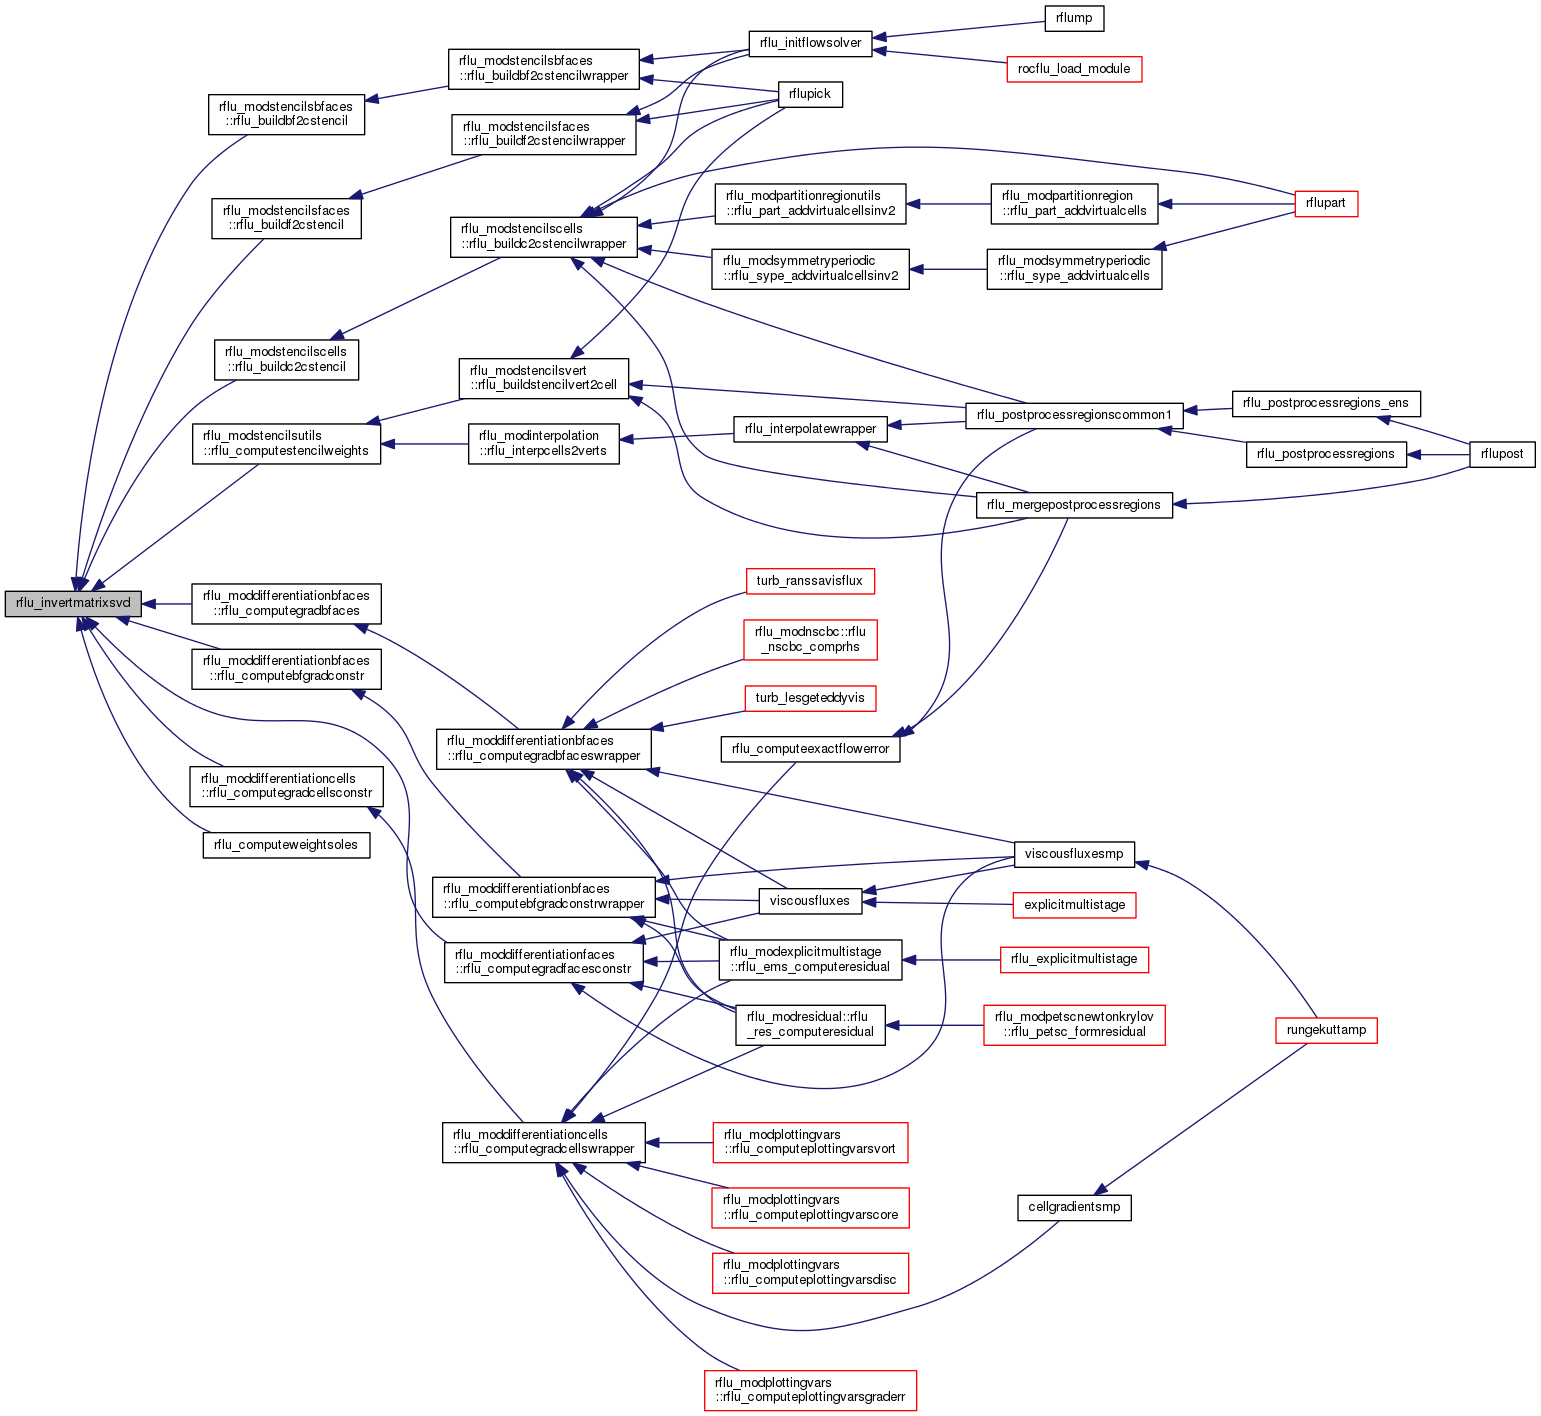 rflump
rflu_initflowsolver
rocflu_load_module
rflu_modstencilsbfaces
::rflu_buildbf2cstencilwrapper
rflupick
rflu_modstencilsbfaces
::rflu_buildbf2cstencil
rflu_modstencilsfaces
::rflu_buildf2cstencilwrapper
rflu_modstencilsfaces
::rflu_buildf2cstencil
rflu_modstencilscells
::rflu_buildc2cstencilwrapper
rflu_modpartitionregionutils
::rflu_part_addvirtualcellsinv2
rflu_modpartitionregion
::rflu_part_addvirtualcells
rflupart
rflu_modsymmetryperiodic
::rflu_sype_addvirtualcellsinv2
rflu_modsymmetryperiodic
::rflu_sype_addvirtualcells
rflu_modstencilscells
::rflu_buildc2cstencil
rflu_modstencilsvert
::rflu_buildstencilvert2cell
rflu_modstencilsutils
::rflu_computestencilweights
rflu_modinterpolation
::rflu_interpcells2verts
rflu_interpolatewrapper
rflu_postprocessregionscommon1
rflu_postprocessregions_ens
rflu_postprocessregions
rflupost
rflu_mergepostprocessregions
rflu_invertmatrixsvd
rflu_moddifferentiationbfaces
::rflu_computegradbfaces
turb_ranssavisflux
rflu_modnscbc::rflu
_nscbc_comprhs
turb_lesgeteddyvis
rflu_moddifferentiationbfaces
::rflu_computebfgradconstr
rflu_moddifferentiationbfaces
::rflu_computegradbfaceswrapper
rflu_computeexactflowerror
rflu_moddifferentiationcells
::rflu_computegradcellsconstr
rflu_computeweightsoles
viscousfluxesmp
rflu_moddifferentiationbfaces
::rflu_computebfgradconstrwrapper
viscousfluxes
explicitmultistage
rflu_moddifferentiationfaces
::rflu_computegradfacesconstr
rflu_modexplicitmultistage
::rflu_ems_computeresidual
rflu_explicitmultistage
rflu_modresidual::rflu
_res_computeresidual
rflu_modpetscnewtonkrylov
::rflu_petsc_formresidual
rungekuttamp
rflu_moddifferentiationcells
::rflu_computegradcellswrapper
rflu_modplottingvars
::rflu_computeplottingvarsvort
rflu_modplottingvars
::rflu_computeplottingvarscore
cellgradientsmp
rflu_modplottingvars
::rflu_computeplottingvarsdisc
rflu_modplottingvars
::rflu_computeplottingvarsgraderr